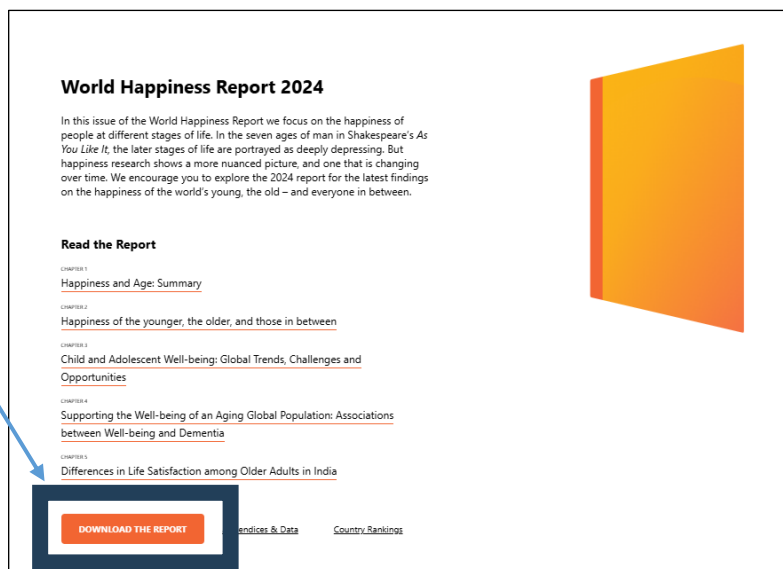 World Happiness Report 2024
In this issue of the World Happiness Report we focus on the happiness of
people at different stages of life. In the seven ages of man in Shakespeare's As
You Like It, the later stages of life are portrayed as deeply depressing. But
happiness research shows a more nuanced picture, and one that is changing
over time. We encourage you to explore the 2024 report for the latest findings
on the happiness of the world's young, the old – and everyone in between.
Read the Report
CHAPTER 1
Happiness and Age: Summary
CHAPTER 2
Happiness of the younger, the older, and those in between
CHAPTER 3
Child and Adolescent Well-being: Global Trends, Challenges and
Opportunities
CHAPTER 4
Supporting the Well-being of an Aging Global Population: Associations
between Well-being and Dementia
CHAPTER 5
Differences in Life Satisfaction among Older Adults in India
DOWNLOAD THE REPORT endices & Data Country Rankings